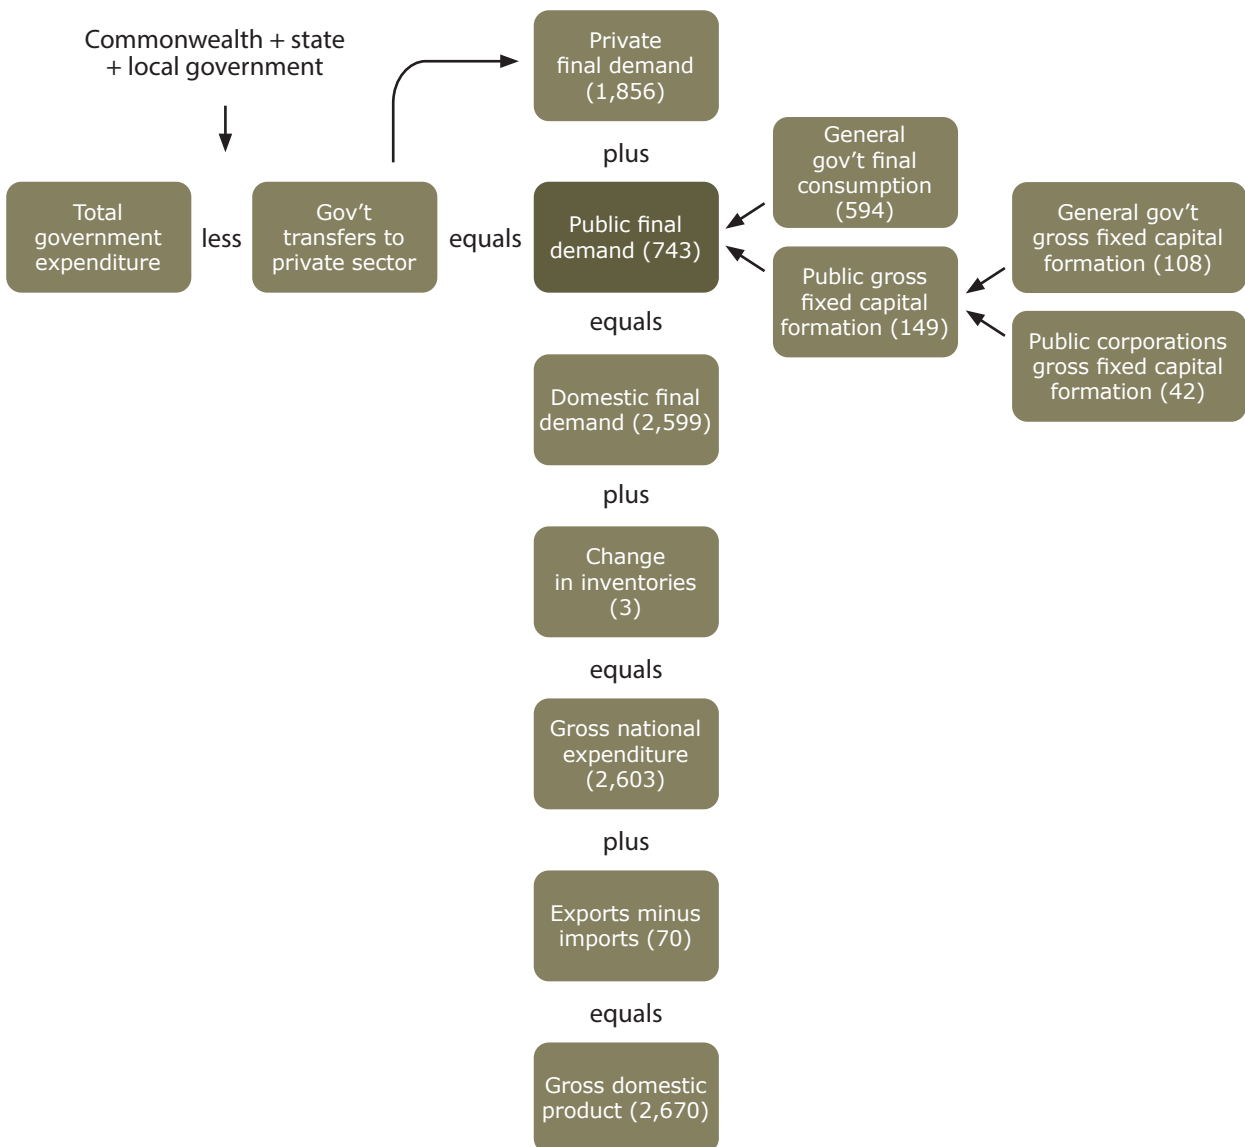 Commonwealth + state
+ local government
Private
final demand
(1,856)
plus
General
gov't final
consumption
(594)
Total
government
expenditure
less
Gov't
transfers to
private sector
equals
Public final
demand (743)
General gov't
gross fixed capital
formation (108)
Public gross
fixed capital
formation (149)
Public corporations
gross fixed capital
formation (42)
equals
Domestic final
demand (2,599)
plus
Change
in inventories
(3)
equals
Gross national
expenditure
(2,603)
plus
Exports minus
imports (70)
equals
Gross domestic
product (2,670)